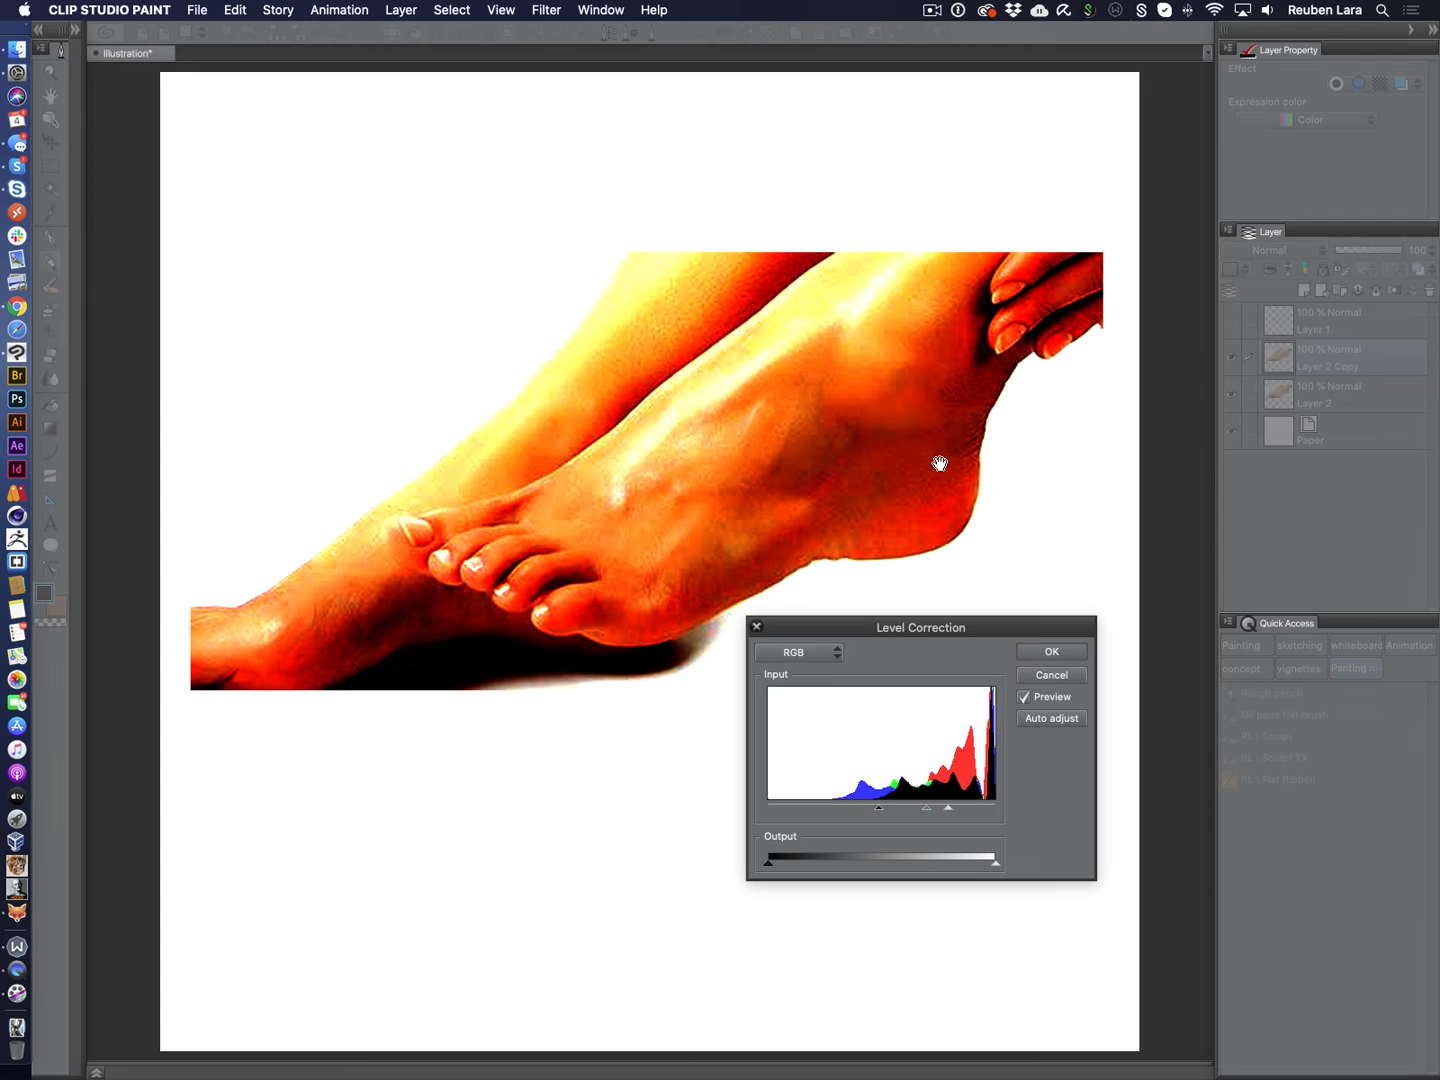 CLIP STUDIO PAINT File Edit Story Animation Layer Select View Filter Window Help Reuben Lara
Illustration*
Layer Property
Effect
Expression color
Color
Layer
Normal 100
100 % Normal
Layer 1
100 % Normal
Layer 2 Copy
100 % Normal
Layer 2
Paper
Quick Access
Painting sketching whiteboard Animation
concept vignettes Panting m
Rough pencil
Oil paint flat brush
RL | Sculpt
RL | Sculpt TX
RL | Flat Ribbon
Level Correction
RGB
OK
Input
Cancel
Preview
Auto adjust
Output
Br
Ps
Ai
Ae
Id
tv